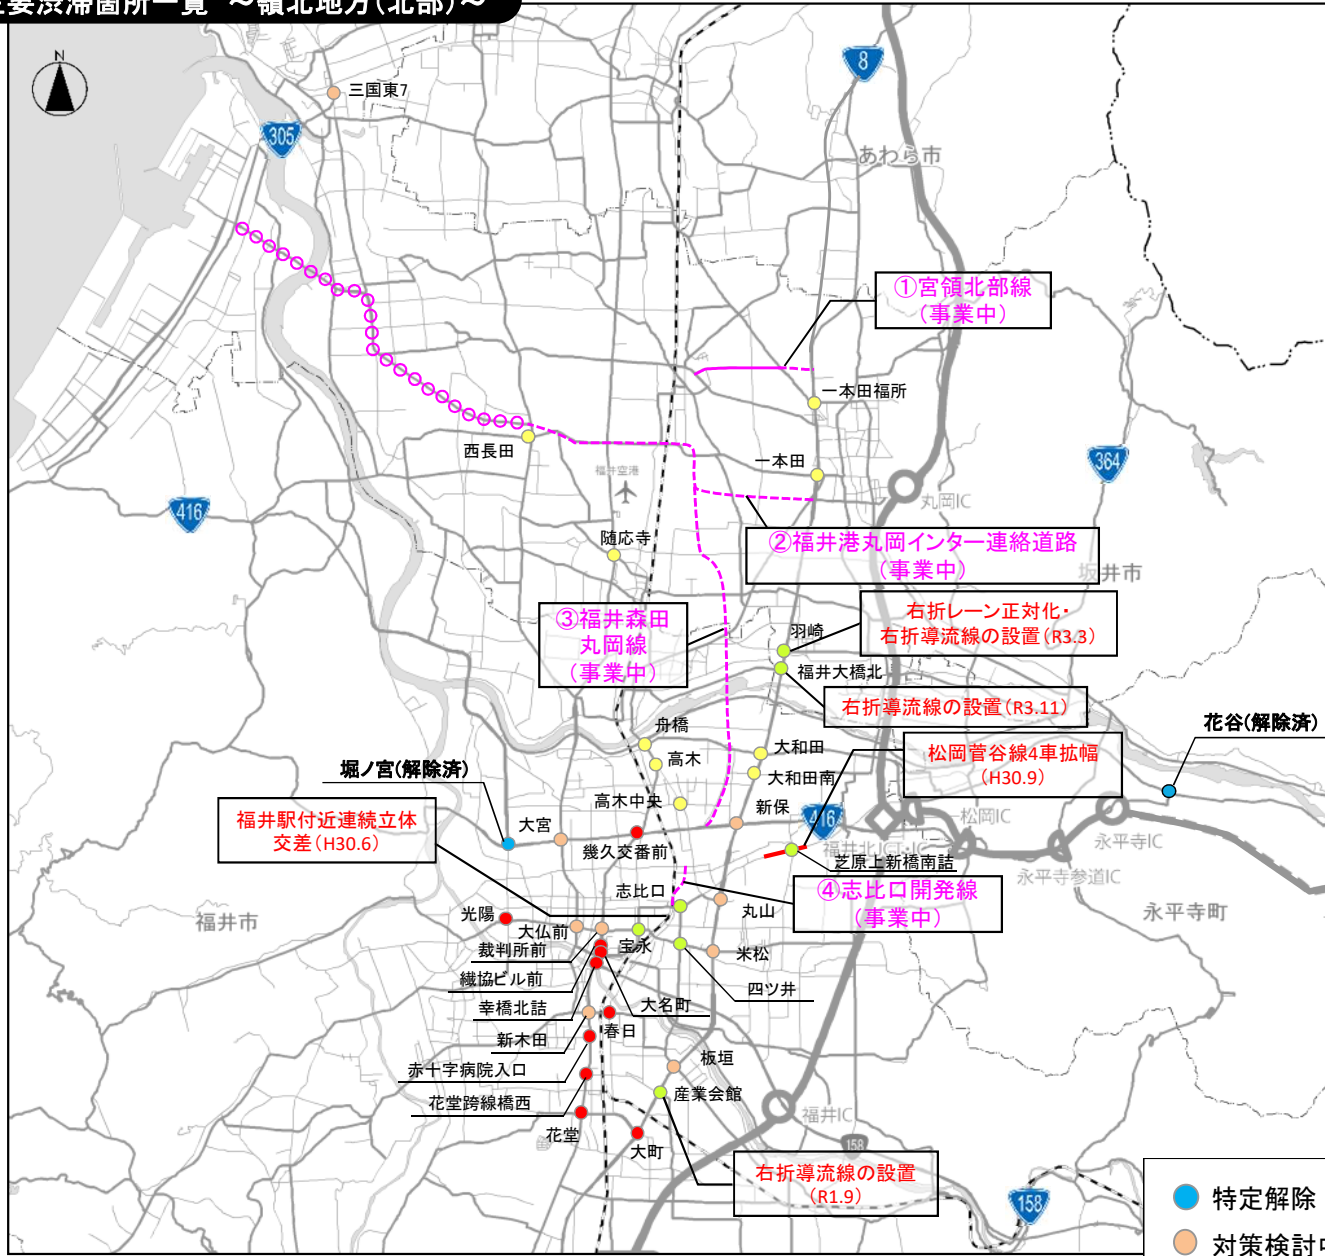 主要渋滞箇所一覧 ～嶺北地方(北部)～
N
三国東7
305
8
あわら市
①宮領北部線
(事業中)
一本田福所
西長田
一本田
364
福井空港
丸岡IC
416
随応寺
②福井港丸岡インター連絡道路
(事業中)
坂井市
③福井森田
丸岡線
(事業中)
羽崎
右折レーン正対化・
右折導流線の設置(R3.3)
福井大橋北
右折導流線の設置(R3.11)
舟橋
高木
大和田
大和田南
松岡菅谷線4車拡幅
(H30.9)
花谷(解除済)
堀ノ宮(解除済)
高木中央
新保
416
松岡IC
永平寺IC
福井駅付近連続立体
交差(H30.6)
大宮
幾久交番前
福井北JCT・IC
芝原上新橋南詰
永平寺参道IC
志比口
④志比口開発線
(事業中)
丸山
永平寺町
福井市
光陽
大仏前
裁判所前
宝永
米松
繊協ビル前
四ツ井
幸橋北詰
大名町
新木田
春日
赤十字病院入口
板垣
花堂跨線橋西
産業会館
福井IC
花堂
大町
158
右折導流線の設置
(R1.9)
158
特定解除
対策検討中